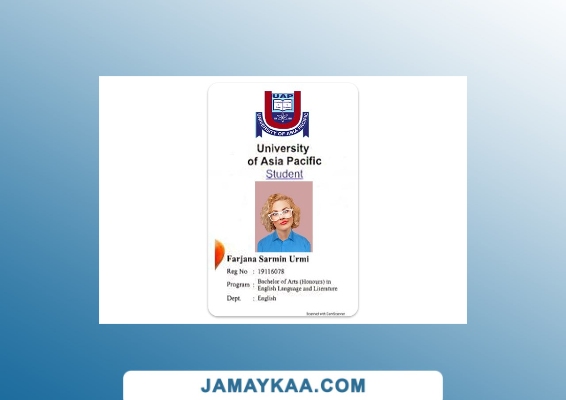 UAP
UNIVERSITY OF ASIA PACIFIC
University
of Asia Pacific
Student
Farjana Sarmin Urmi
Reg No : 19116078
Program : Bachelor of Arts (Honours) in
English Language and Literature
Dept. : English
Scanned with CamScanner
JAMAYKAA.COM